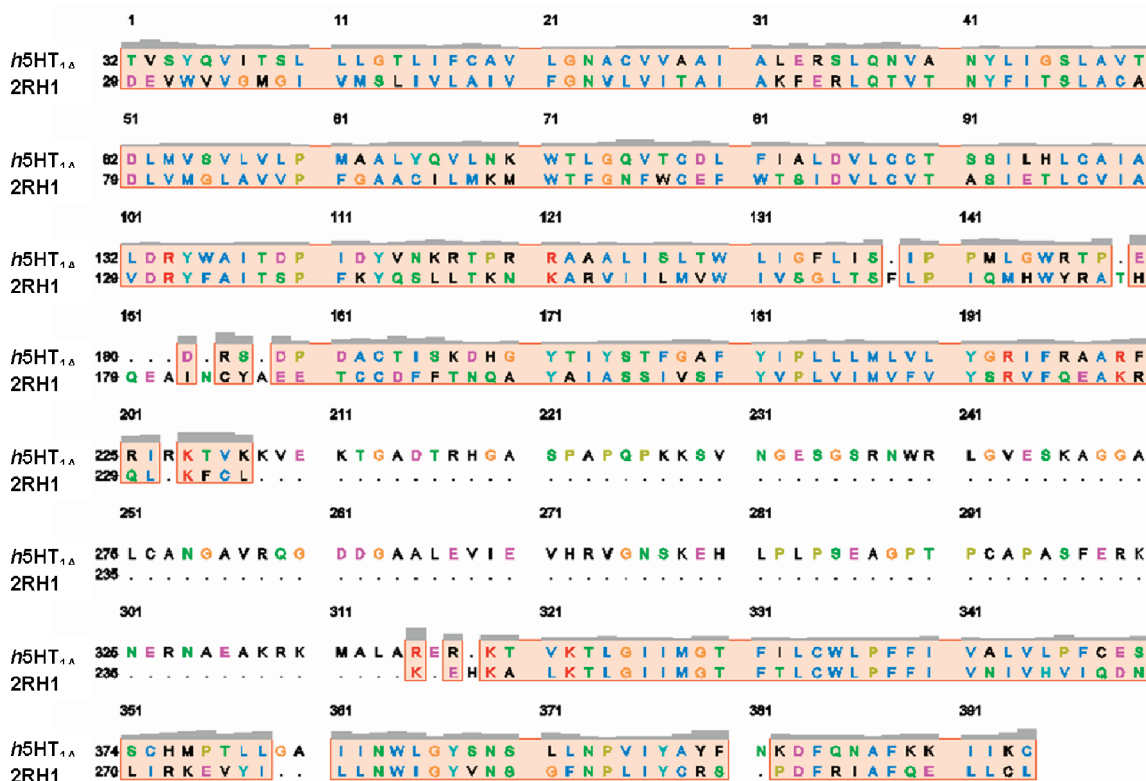 1 11 21 31 41
h5HT1A 32 TVSYQVITSL LLGTLIFCAV LGNACVVAAI ALERSLQNVA NYLIGSLAVT
2RH1 29 DEVWVVGMGI VMSLIVLAIV FGNVLVITAI AKFERLQTVT NYFITSLACA
51 61 71 81 91
h5HT1A 82 DLMVSVLVLP MAALYQVLNK WTLGQVTCDL FIALDVLCCT SSILHLCAIA
2RH1 79 DLVMGLAVVP FGAACILMKM WTFGNFWCEF WTSIDVLCVT ASIETLCVIA
101 111 121 131 141
h5HT1A 132 LDRYWAITDP IDYVNKRTPR RAAALISLTW LIGFLIS.IP PMLGWRTP.E
2RH1 129 VDRYFAITSP FKYQSLLTKN KARVIILMVW IVSGLTSFLP IQMHWYRATH
151 161 171 181 191
h5HT1A 180 ...D.RS.DP DACTISKDHG YTIYSTFGAF YIPLLLMLVL YGRIFRAARF
2RH1 179 QEAINCYAEE TCCDFFTNQA YAIASSIVSF YVPLVIMVFV YSRVFQEAKR
201 211 221 231 241
h5HT1A 225 RIRKTVKKVE KTGADTRHGA SPAPQPKKSV NGESGSRNWR LGVESKAGGA
2RH1 229 QL.KFCL... .......... .......... .......... ..........
251 261 271 281 291
h5HT1A 275 LCANGAVRQG DDGAALEVIE VHRVGNSKEH LPLPSEAGPT PCAPASFERK
2RH1 235 .......... .......... .......... .......... ..........
301 311 321 331 341
h5HT1A 325 NERNAEAKRK MALARER.KT VKTLGIIMGT FILCWLPFFI VALVLPFCES
2RH1 235 .......... ....K.EHKA LKTLGIIMGT FTLCWLPFFI VNIVHVIQDN
351 361 371 381 391
h5HT1A 374 SCHMPTLLGA IINWLGYSNS LLNPVIYAYF NKDFQNAFKK IIKC
2RH1 270 LIRKEVYI.. LLNWIGYVNS GFNPLIYCRS .PDFRIAFQE LLCL